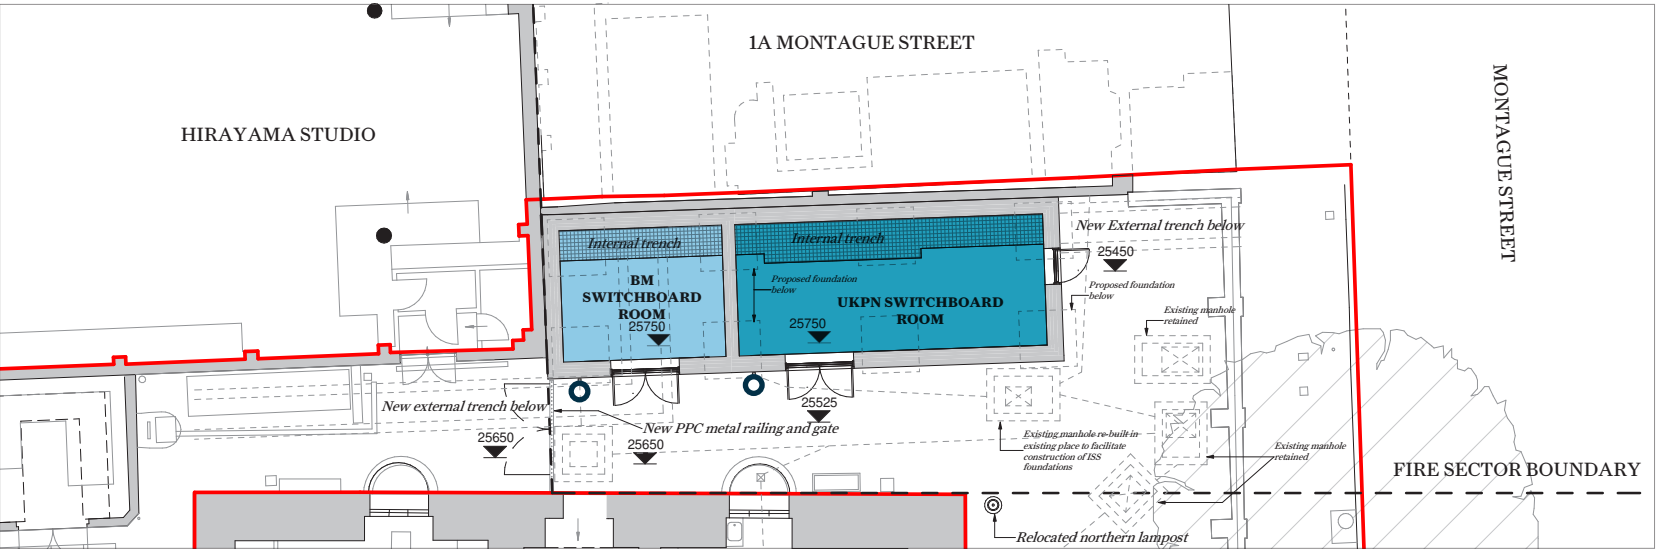 1A MONTAGUE STREET
HIRAYAMA STUDIO
MONTAGUE STREET
Internal trench
Internal trench
New External trench below
25450
BM
SWITCHBOARD
ROOM
25750
Proposed foundation
below
UKPN SWITCHBOARD
ROOM
25750
Proposed foundation
below
Existing manhole
retained
New external trench below
25525
New PPC metal railing and gate
25650
25650
Existing manhole re-built in
existing place to facilitate
construction of ISS
foundations
Existing manhole
retained
FIRE SECTOR BOUNDARY
Relocated northern lampost